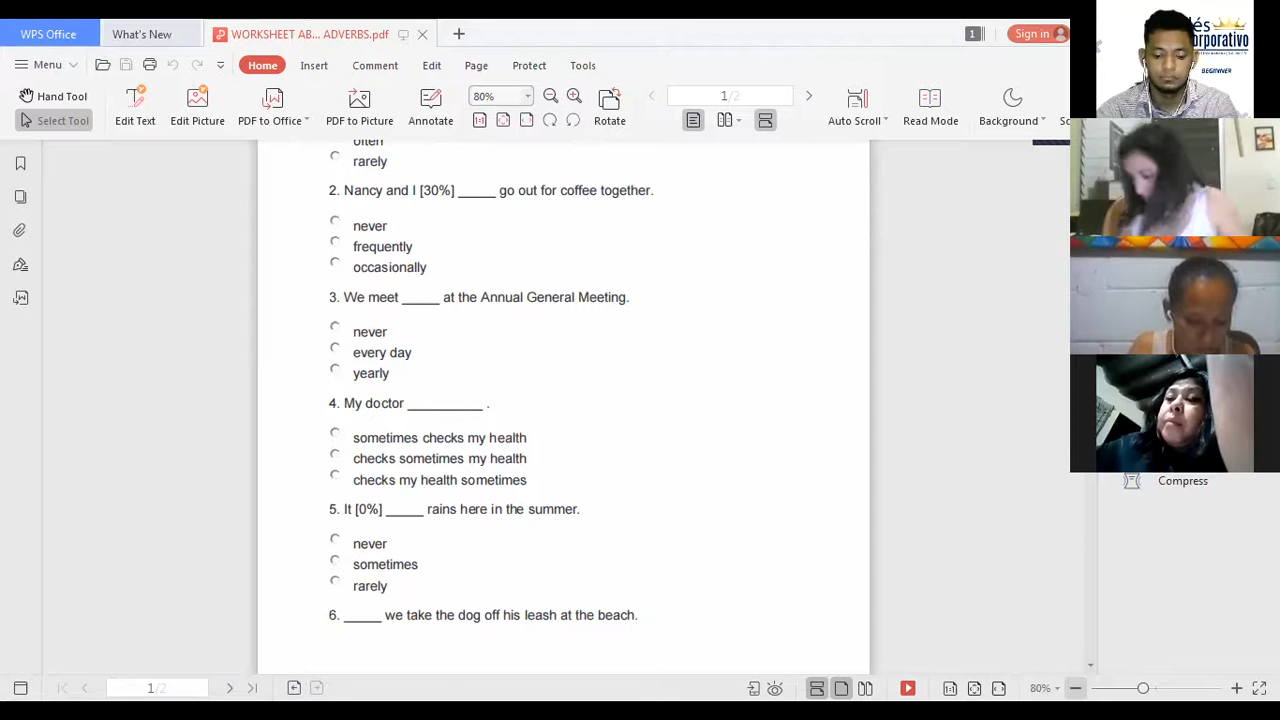 WPS Office
What's New
WORKSHEET AB... ADVERBS.pdf
1
Sign in
Menu
Home
Insert
Comment
Edit
Page
Protect
Tools
Hand Tool
Select Tool
Edit Text
Edit Picture
PDF to Office
PDF to Picture
Annotate
80%
Rotate
1/2
Auto Scroll
Read Mode
Background
often
rarely
2. Nancy and I [30%] _____ go out for coffee together.
never
frequently
occasionally
3. We meet _____ at the Annual General Meeting.
never
every day
yearly
4. My doctor __________ .
sometimes checks my health
checks sometimes my health
checks my health sometimes
5. It [0%] _____ rains here in the summer.
never
sometimes
rarely
6. _____ we take the dog off his leash at the beach.
Compress
BEGINNER
1/2
80%